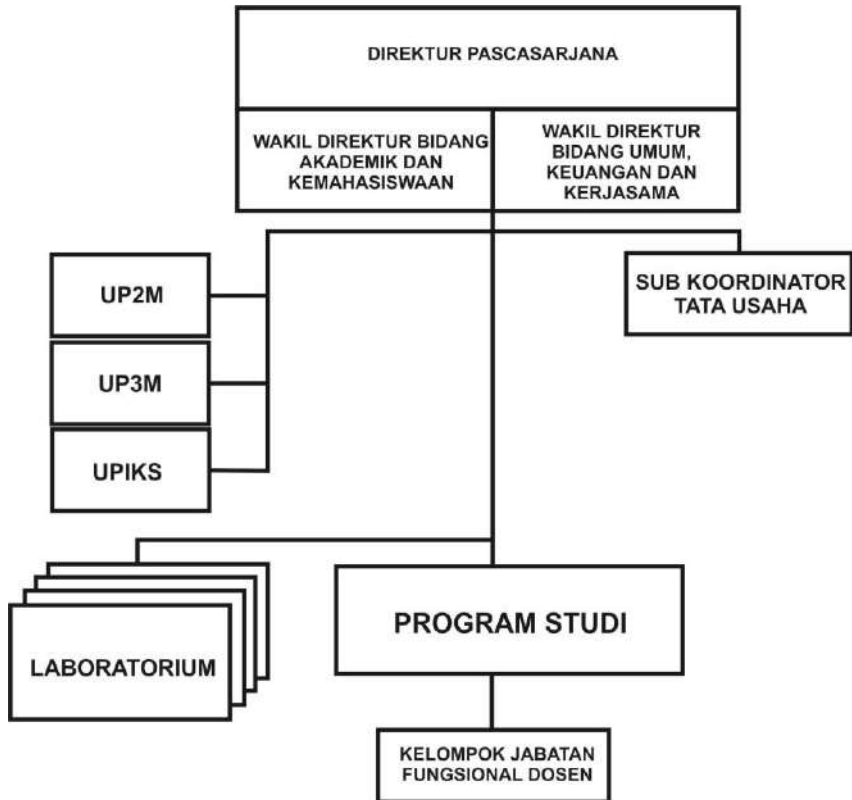 DIREKTUR PASCASARJANA
WAKIL DIREKTUR BIDANG
AKADEMIK DAN
KEMAHASISWAAN
WAKIL DIREKTUR
BIDANG UMUM,
KEUANGAN DAN
KERJASAMA
UP2M
SUB KOORDINATOR
TATA USAHA
UP3M
UPIKS
LABORATORIUM
PROGRAM STUDI
KELOMPOK JABATAN
FUNGSIONAL DOSEN